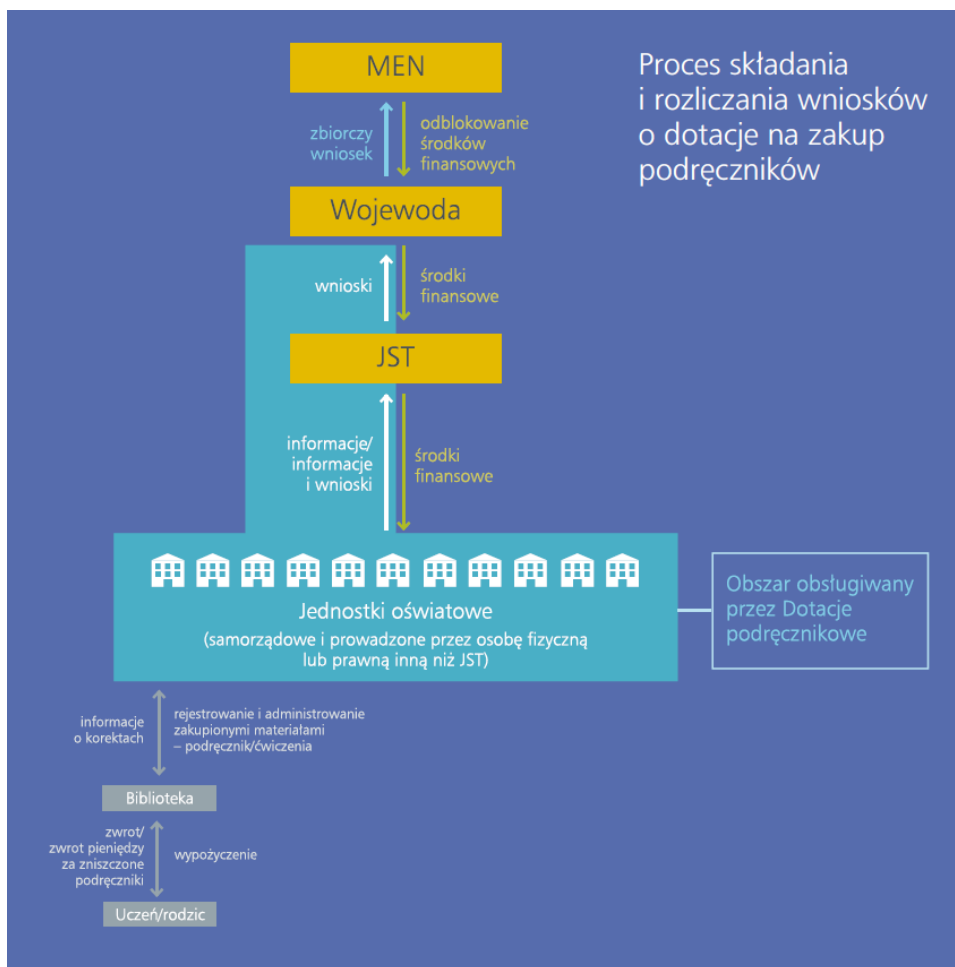 Proces składania
i rozliczania wniosków
o dotacje na zakup
podręczników
MEN
zbiorczy
wniosek
odblokowanie
środków
finansowych
Wojewoda
wnioski
środki
finansowe
JST
informacje/
informacje
i wnioski
środki
finansowe
Jednostki oświatowe
(samorządowe i prowadzone przez osobę fizyczną
lub prawną inną niż JST)
Obszar obsługiwany
przez Dotacje
podręcznikowe
informacje
o korektach
rejestrowanie i administrowanie
zakupionymi materiałami
– podręcznik/ćwiczenia
Biblioteka
zwrot/
zwrot pieniędzy
za zniszczone
podręczniki
wypożyczenie
Uczeń/rodzic